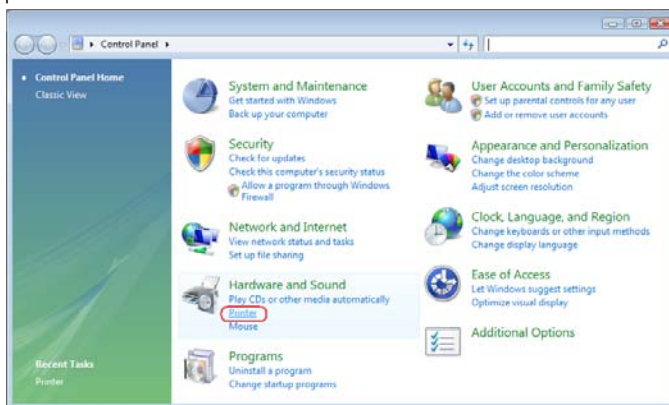 Control Panel
Control Panel Home
Classic View
System and Maintenance
Get started with Windows
Back up your computer
Security
Check for updates
Check this computer's security status
Allow a program through Windows
Firewall
Network and Internet
View network status and tasks
Set up file sharing
Hardware and Sound
Play CDs or other media automatically
Printer
Mouse
Programs
Uninstall a program
Change startup programs
User Accounts and Family Safety
Set up parental controls for any user
Add or remove user accounts
Appearance and Personalization
Change desktop background
Change the color scheme
Adjust screen resolution
Clock, Language, and Region
Change keyboards or other input methods
Change display language
Ease of Access
Let Windows suggest settings
Optimize visual display
Additional Options
Recent Tasks
Printer